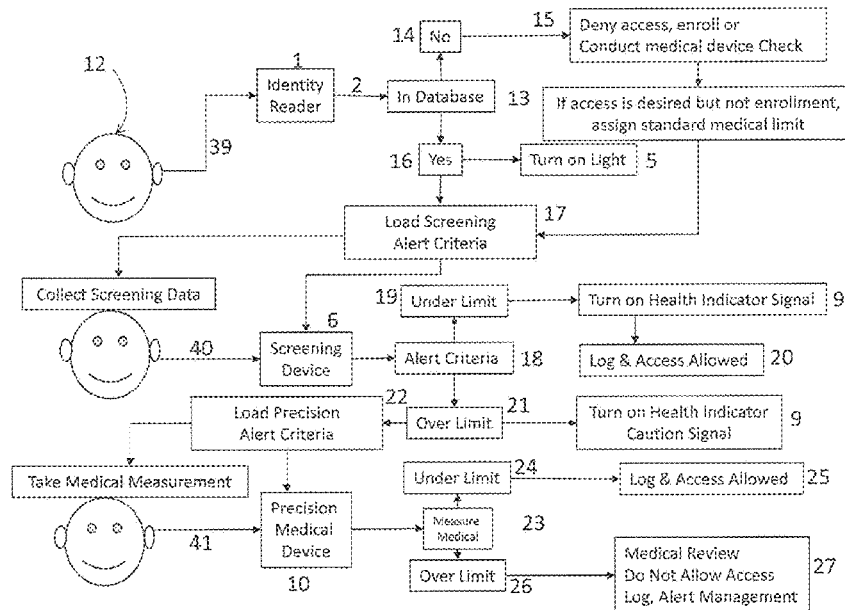 12
39
1
Identity
Reader
2
In Database
13
14
No
15
Deny access, enroll or
Conduct medical device Check
If access is desired but not enrollment,
assign standard medical limit
16
Yes
Turn on Light
5
Load Screening
Alert Criteria
17
Collect Screening Data
40
6
Screening
Device
19
Under Limit
Turn on Health Indicator Signal
9
Alert Criteria
18
Log & Access Allowed
20
22
Load Precision
Alert Criteria
Over Limit
21
Turn on Health Indicator
Caution Signal
9
Take Medical Measurement
41
Precision
Medical
Device
10
Under Limit
24
Log & Access Allowed
25
Measure
Medical
23
Over Limit
26
Medical Review
Do Not Allow Access
Log, Alert Management
27